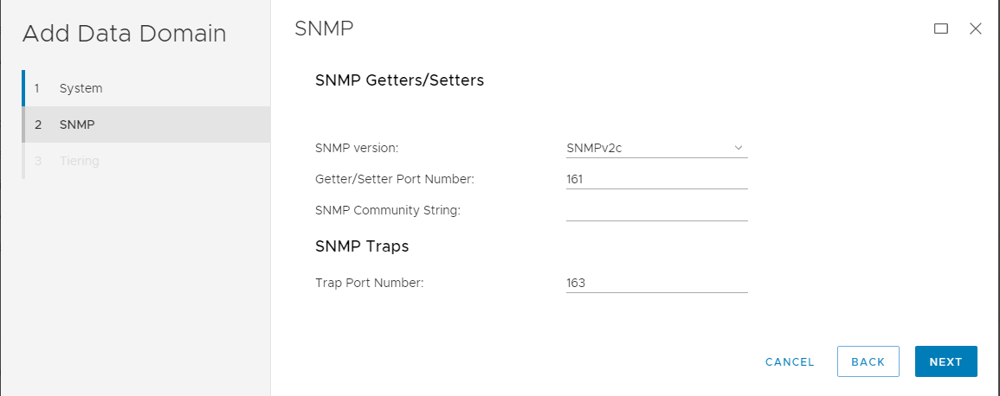 Add Data Domain
1 System
2 SNMP
3 Tiering
SNMP
SNMP Getters/Setters
SNMP version: SNMPv2c
Getter/Setter Port Number: 161
SNMP Community String:
SNMP Traps
Trap Port Number: 163
CANCEL BACK NEXT